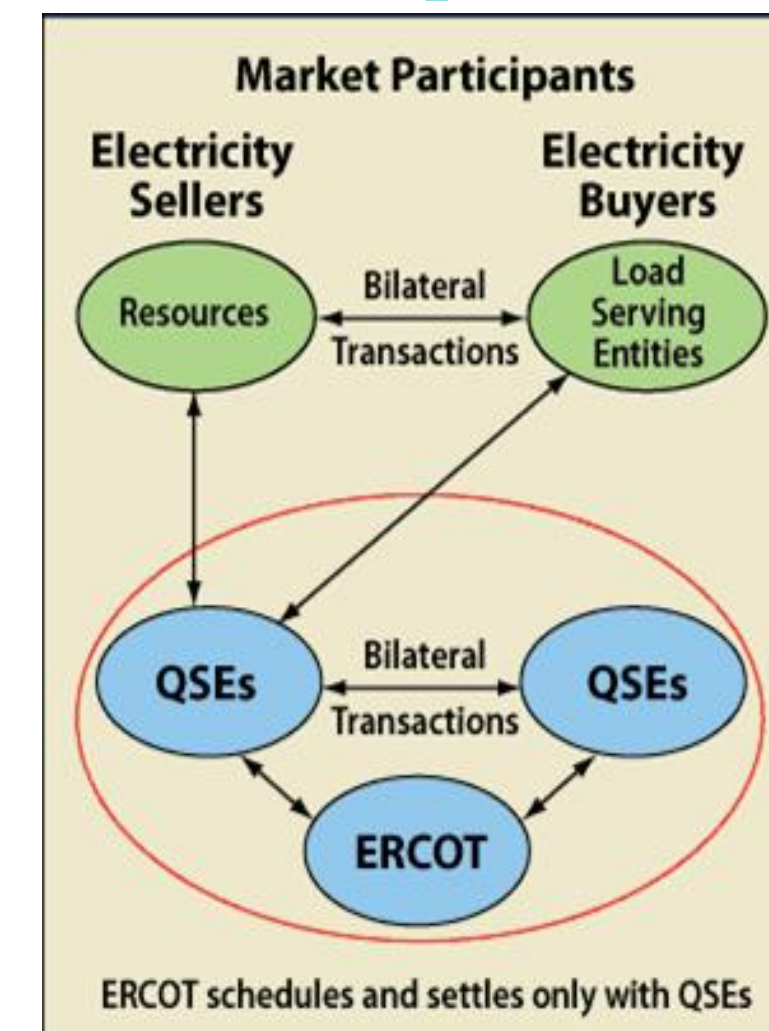 Market Participants
Electricity
Sellers
Electricity
Buyers
Resources
Bilateral
Transactions
Load
Serving
Entities
QSEs
Bilateral
Transactions
QSEs
ERCOT
ERCOT schedules and settles only with QSEs